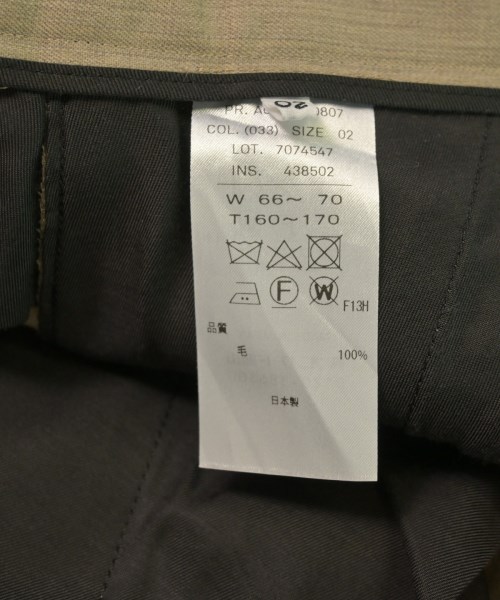 20
COL. (033) SIZE 02
LOT. 7074547
INS. 438502
W 66～ 70
T160～170
F W F13H
品質
毛 100%
日本製